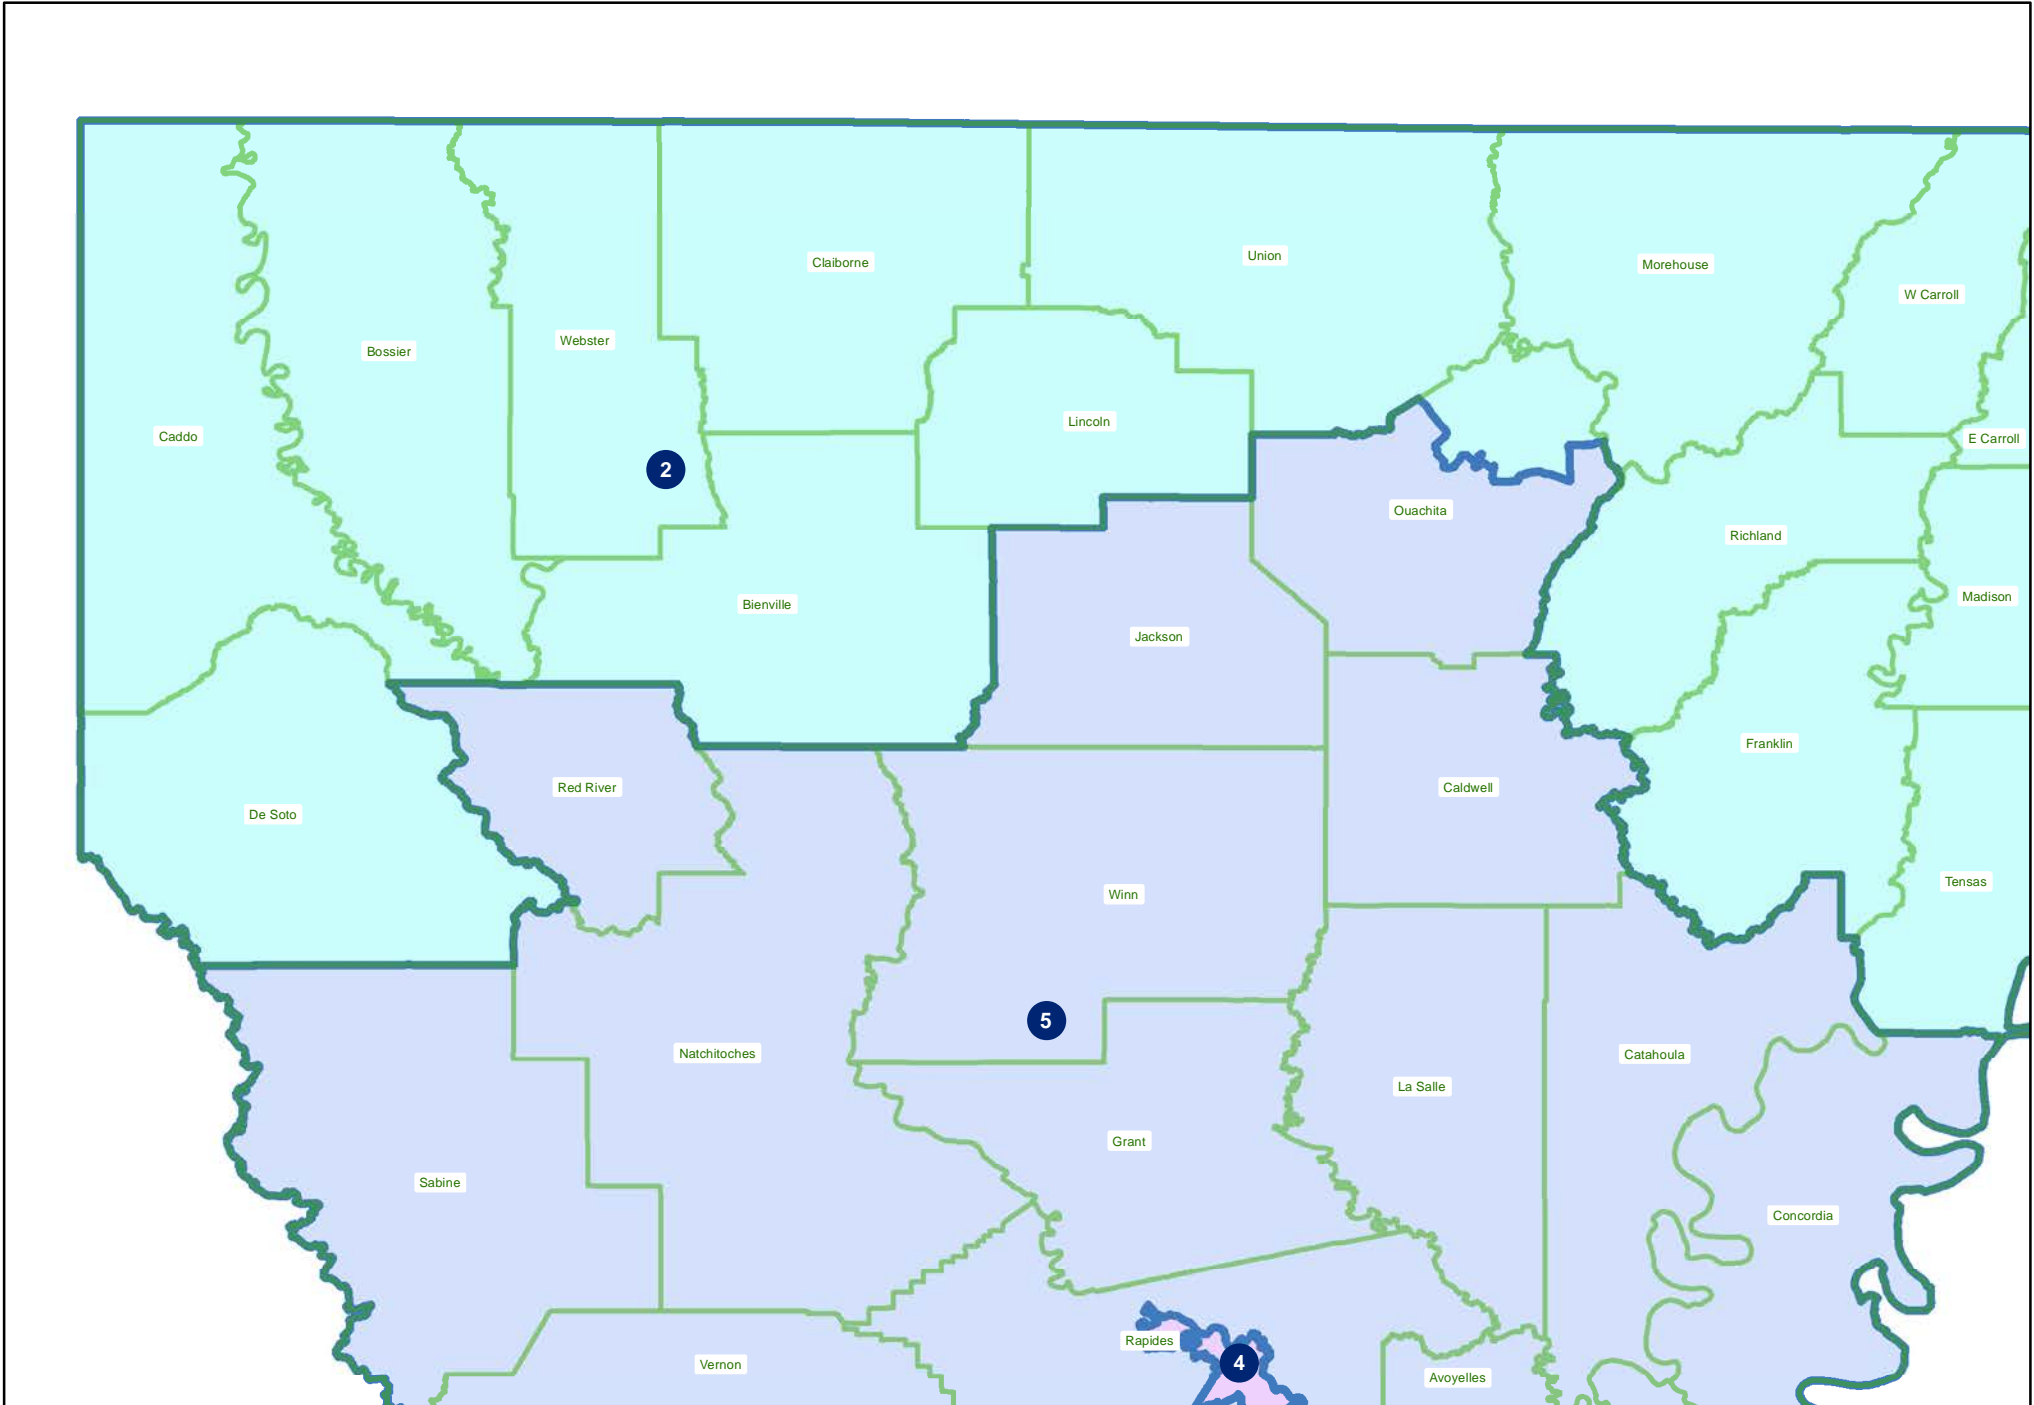 Union
Claiborne
Morehouse
W Carroll
Webster
Bossier
Lincoln
Caddo
E Carroll
2
Ouachita
Richland
Madison
Bienville
Jackson
Franklin
Red River
Caldwell
De Soto
Tensas
Winn
5
Natchitoches
Catahoula
La Salle
Grant
Sabine
Concordia
Rapides
4
Vernon
Avoyelles